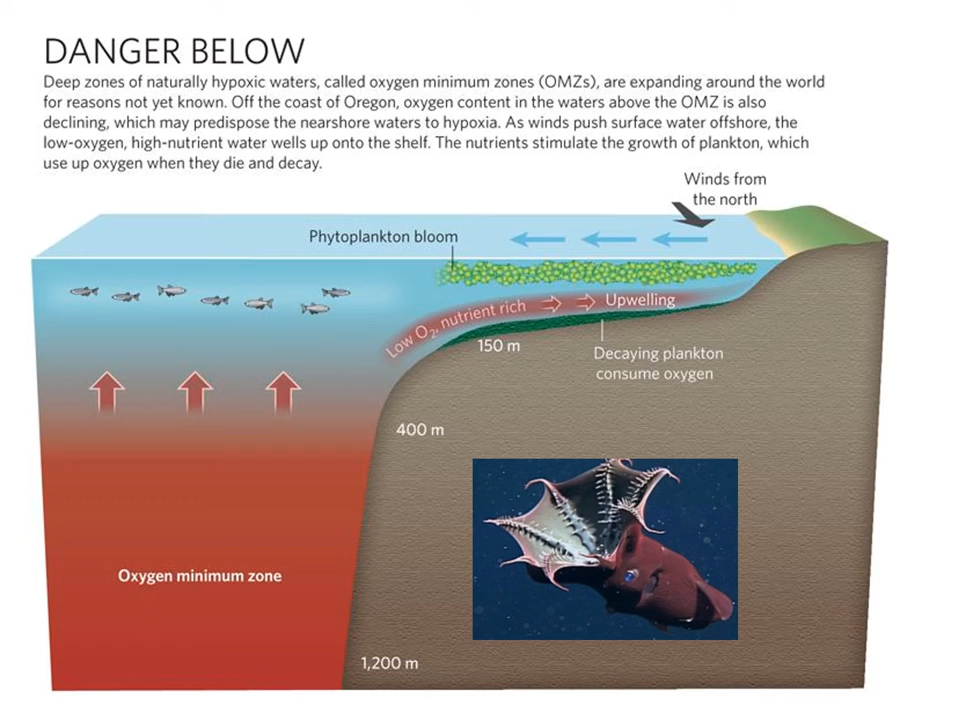 DANGER BELOW
Deep zones of naturally hypoxic waters, called oxygen minimum zones (OMZs), are expanding around the world
for reasons not yet known. Off the coast of Oregon, oxygen content in the waters above the OMZ is also
declining, which may predispose the nearshore waters to hypoxia. As winds push surface water offshore, the
low-oxygen, high-nutrient water wells up onto the shelf. The nutrients stimulate the growth of plankton, which
use up oxygen when they die and decay.
Winds from
the north
Phytoplankton bloom
Low O₂, nutrient rich
Upwelling
150 m
Decaying plankton
consume oxygen
400 m
Oxygen minimum zone
1,200 m